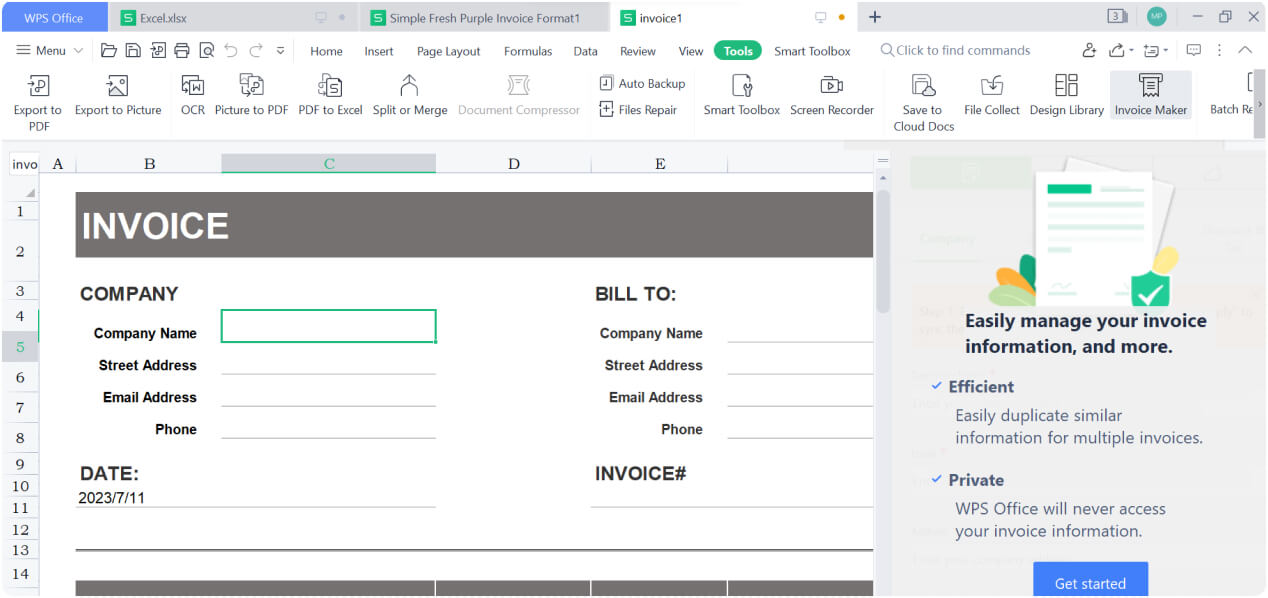 WPS Office Excel.xlsx Simple Fresh Purple Invoice Format1 invoice1 3 MP
Menu Home Insert Page Layout Formulas Data Review View Tools Smart Toolbox Click to find commands
Export to PDF Export to Picture OCR Picture to PDF PDF to Excel Split or Merge Document Compressor Auto Backup Files Repair Smart Toolbox Screen Recorder Save to Cloud Docs File Collect Design Library Invoice Maker Batch Re
invo A B C D E
1
2 INVOICE
3 COMPANY BILL TO:
4
5 Company Name Company Name
6 Street Address Street Address
7 Email Address Email Address
8 Phone Phone
9
10 DATE: INVOICE#
11 2023/7/11
12
13
14
Company
Easily manage your invoice
information, and more.
Efficient
Easily duplicate similar
information for multiple invoices.
Private
WPS Office will never access
your invoice information.
Get started